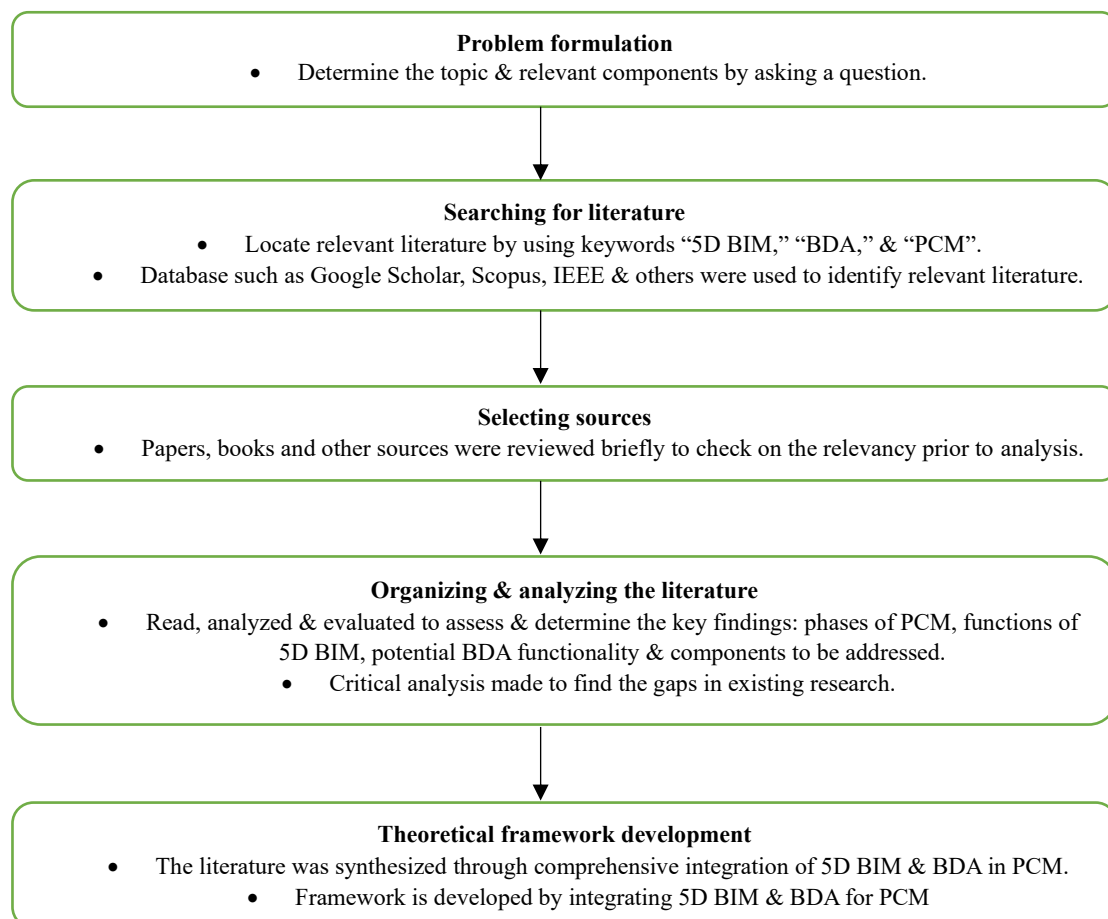 Problem formulation
• Determine the topic & relevant components by asking a question.
Searching for literature
• Locate relevant literature by using keywords “5D BIM,” “BDA,” & “PCM”.
• Database such as Google Scholar, Scopus, IEEE & others were used to identify relevant literature.
Selecting sources
• Papers, books and other sources were reviewed briefly to check on the relevancy prior to analysis.
Organizing & analyzing the literature
• Read, analyzed & evaluated to assess & determine the key findings: phases of PCM, functions of
5D BIM, potential BDA functionality & components to be addressed.
• Critical analysis made to find the gaps in existing research.
Theoretical framework development
• The literature was synthesized through comprehensive integration of 5D BIM & BDA in PCM.
• Framework is developed by integrating 5D BIM & BDA for PCM